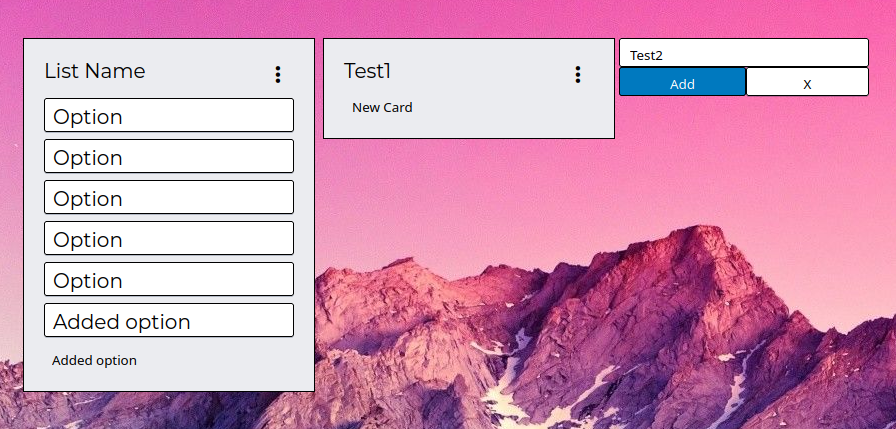 List Name
Option
Option
Option
Option
Option
Added option
Added option
Test1
New Card
Test2
Add
X